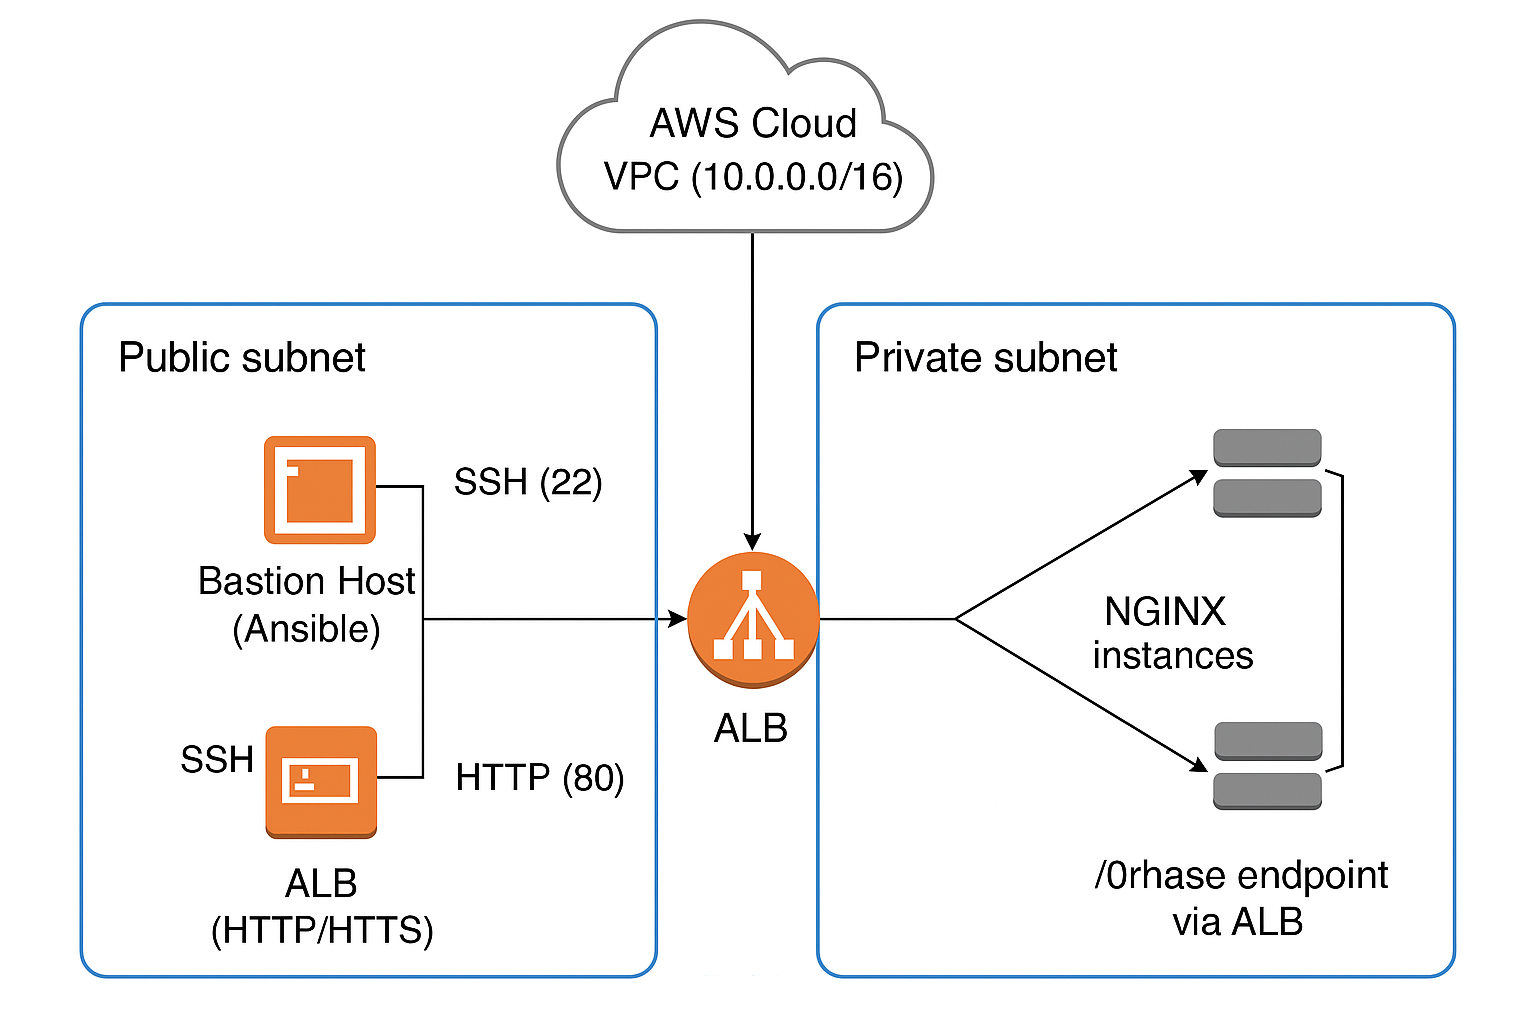 AWS Cloud
VPC (10.0.0.0/16)
Public subnet
SSH (22)
Bastion Host
(Ansible)
SSH
HTTP (80)
ALB
(HTTP/HTTS)
ALB
Private subnet
NGINX
instances
/0rhase endpoint
via ALB